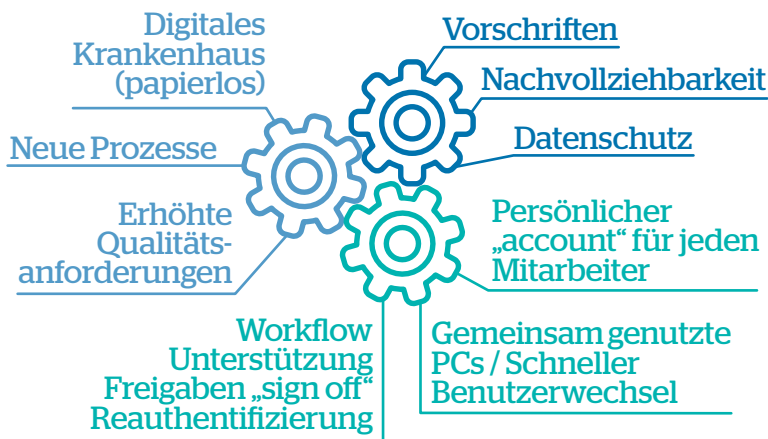 Digitales
Krankenhaus
(papierlos)
Neue Prozesse
Erhöhte
Qualitäts-
anforderungen
Vorschriften
Nachvollziehbarkeit
Datenschutz
Persönlicher
„account“ für jeden
Mitarbeiter
Workflow
Unterstützung
Freigaben „sign off“
Reauthentifizierung
Gemeinsam genutzte
PCs / Schneller
Benutzerwechsel